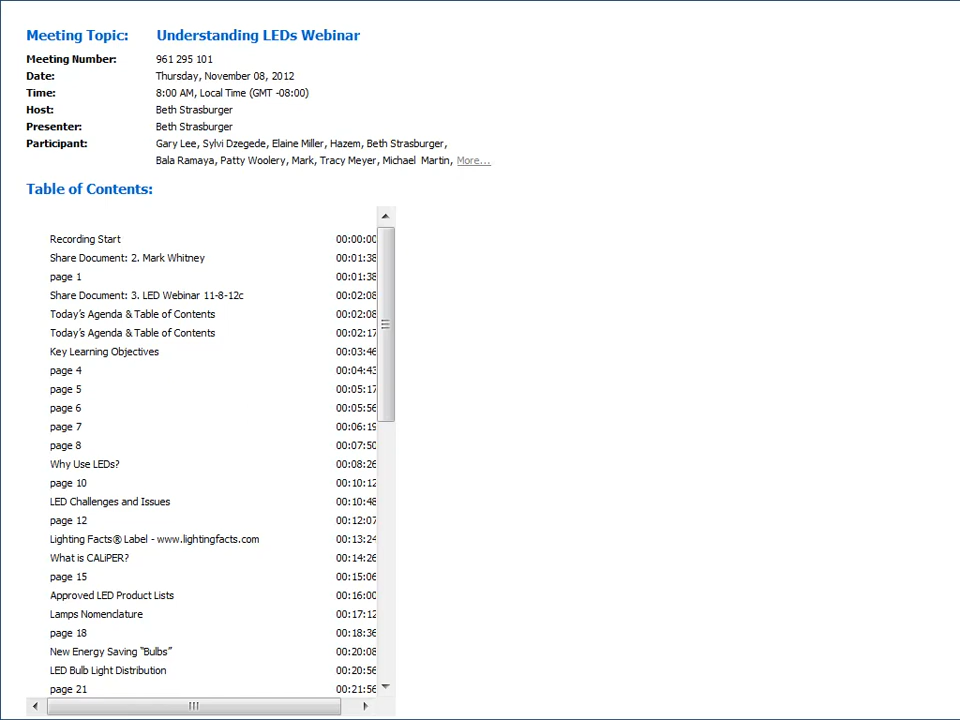 Meeting Topic: Understanding LEDs Webinar
Meeting Number: 961 295 101
Date: Thursday, November 08, 2012
Time: 8:00 AM, Local Time (GMT -08:00)
Host: Beth Strasburger
Presenter: Beth Strasburger
Participant: Gary Lee, Sylvi Dzegede, Elaine Miller, Hazem, Beth Strasburger,
Bala Ramaya, Patty Woolery, Mark, Tracy Meyer, Michael Martin, More...
Table of Contents:
Recording Start 00:00:00
Share Document: 2. Mark Whitney 00:01:38
page 1 00:01:38
Share Document: 3. LED Webinar 11-8-12c 00:02:08
Today's Agenda & Table of Contents 00:02:08
Today's Agenda & Table of Contents 00:02:17
Key Learning Objectives 00:03:46
page 4 00:04:43
page 5 00:05:17
page 6 00:05:56
page 7 00:06:19
page 8 00:07:50
Why Use LEDs? 00:08:26
page 10 00:10:12
LED Challenges and Issues 00:10:48
page 12 00:12:07
Lighting Facts® Label - www.lightingfacts.com 00:13:24
What is CALiPER? 00:14:26
page 15 00:15:06
Approved LED Product Lists 00:16:00
Lamps Nomenclature 00:17:12
page 18 00:18:36
New Energy Saving "Bulbs" 00:20:08
LED Bulb Light Distribution 00:20:56
page 21 00:21:56